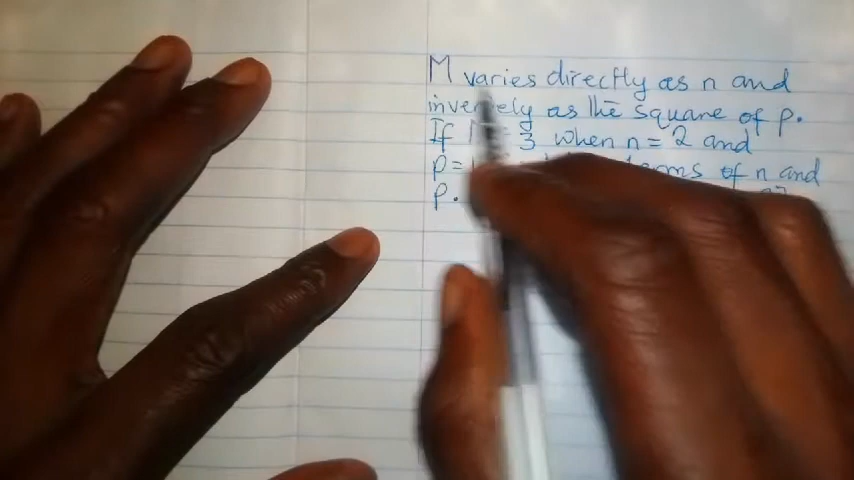 M varies directly as n and
inversely as the square of p.
If = 3 when n = 2 and
p = terms of n and
p.